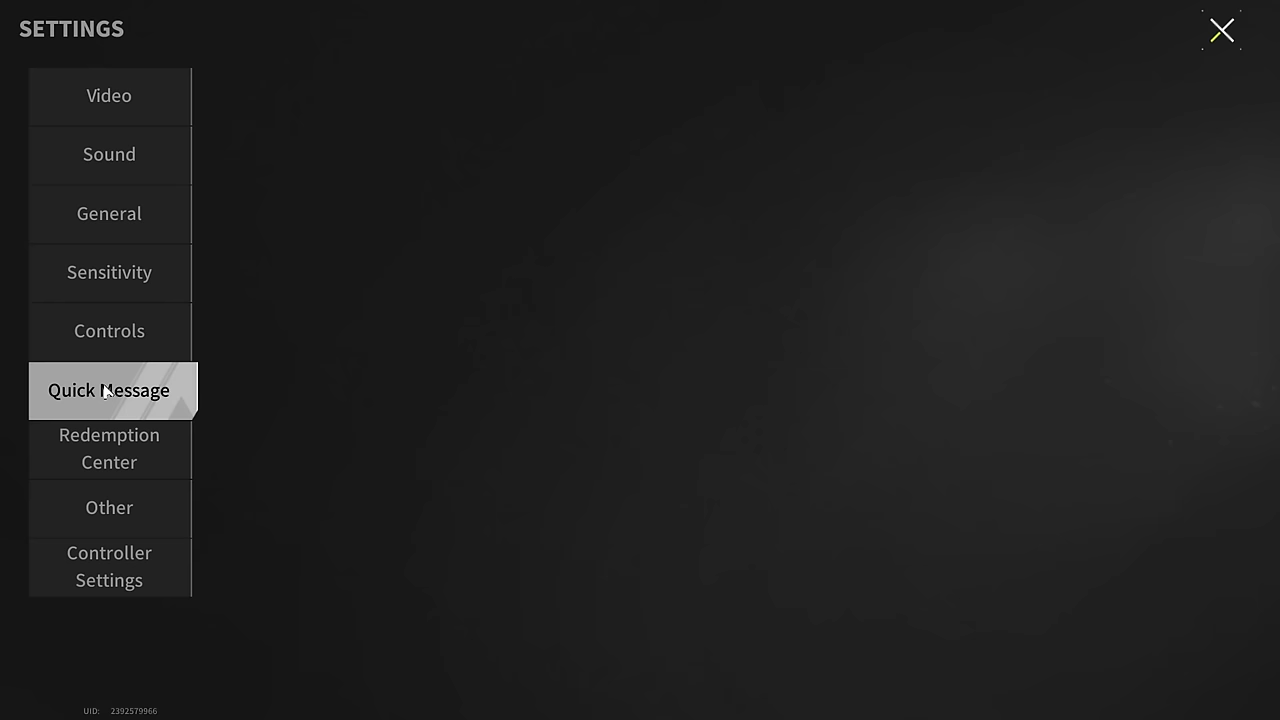 SETTINGS
Video
Sound
General
Sensitivity
Controls
Quick Message
Redemption
Center
Other
Controller
Settings
UID: 2392579966